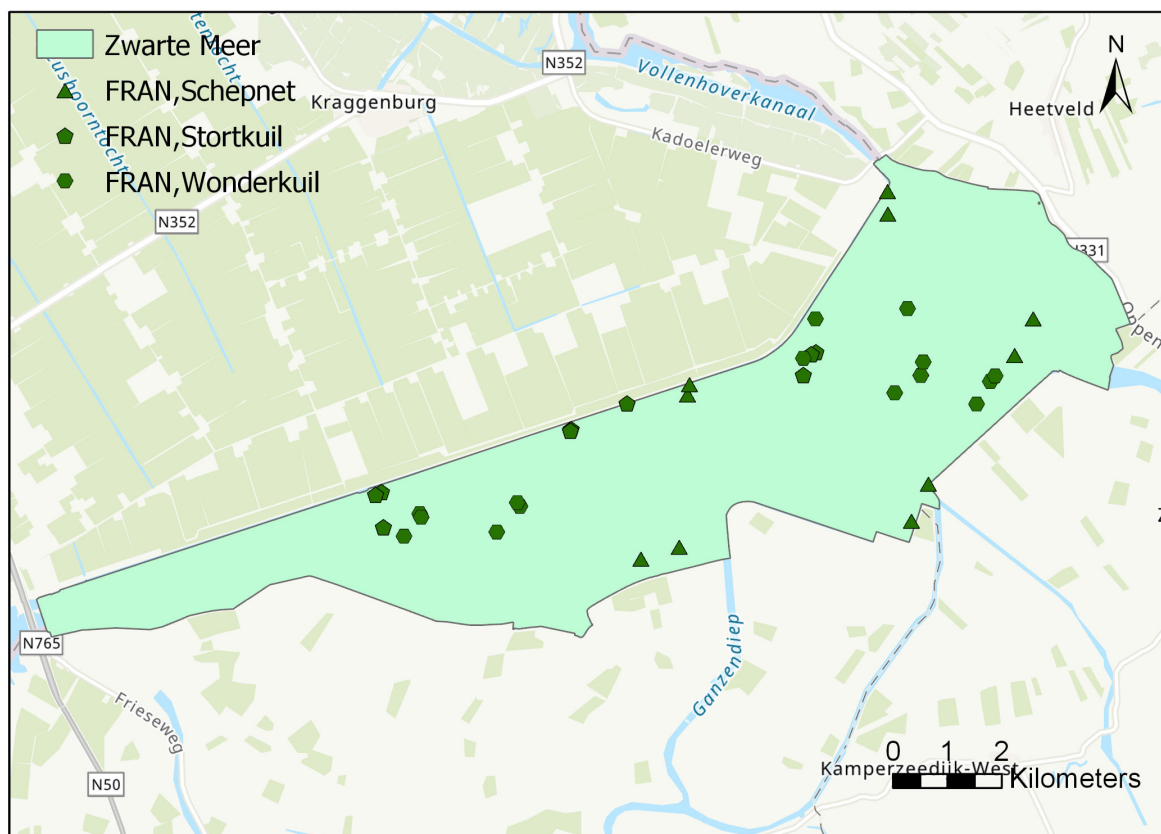 Zwarte Meer
FRAN,Schepnet
FRAN,Stortkuil
FRAN,Wonderkuil
Kraggenburg
N352
Vollenhoverkanaal
Kadoelerweg
Heetveld
N
N352
N331
N765
Frieseweg
N50
Ganzendiep
Kamperzeedijk-West
0 1 2
Kilometers